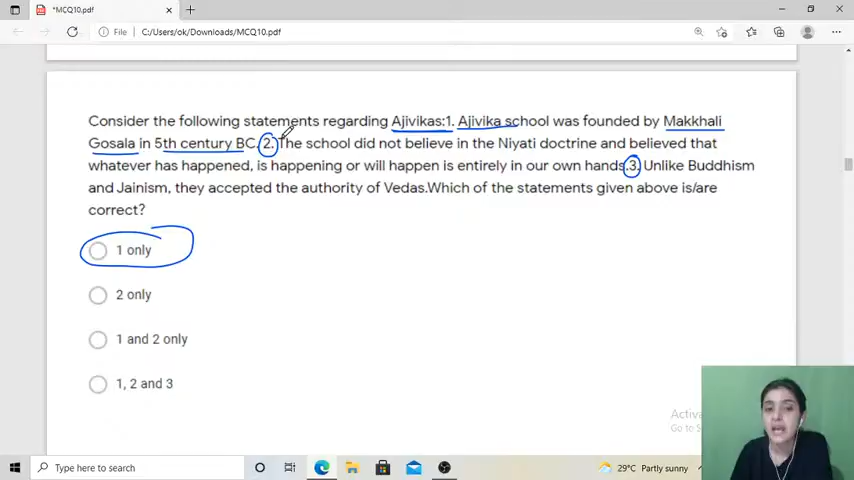 *MCQ10.pdf
File
C:/Users/ok/Downloads/MCQ10.pdf
Consider the following statements regarding Ajivikas:1. Ajivika school was founded by Makkhali
Gosala in 5th century BC. 2. The school did not believe in the Niyati doctrine and believed that
whatever has happened, is happening or will happen is entirely in our own hands.3. Unlike Buddhism
and Jainism, they accepted the authority of Vedas.Which of the statements given above is/are
correct?
1 only
2 only
1 and 2 only
1, 2 and 3
Activa
Go to S
Type here to search
29°C Partly sunny